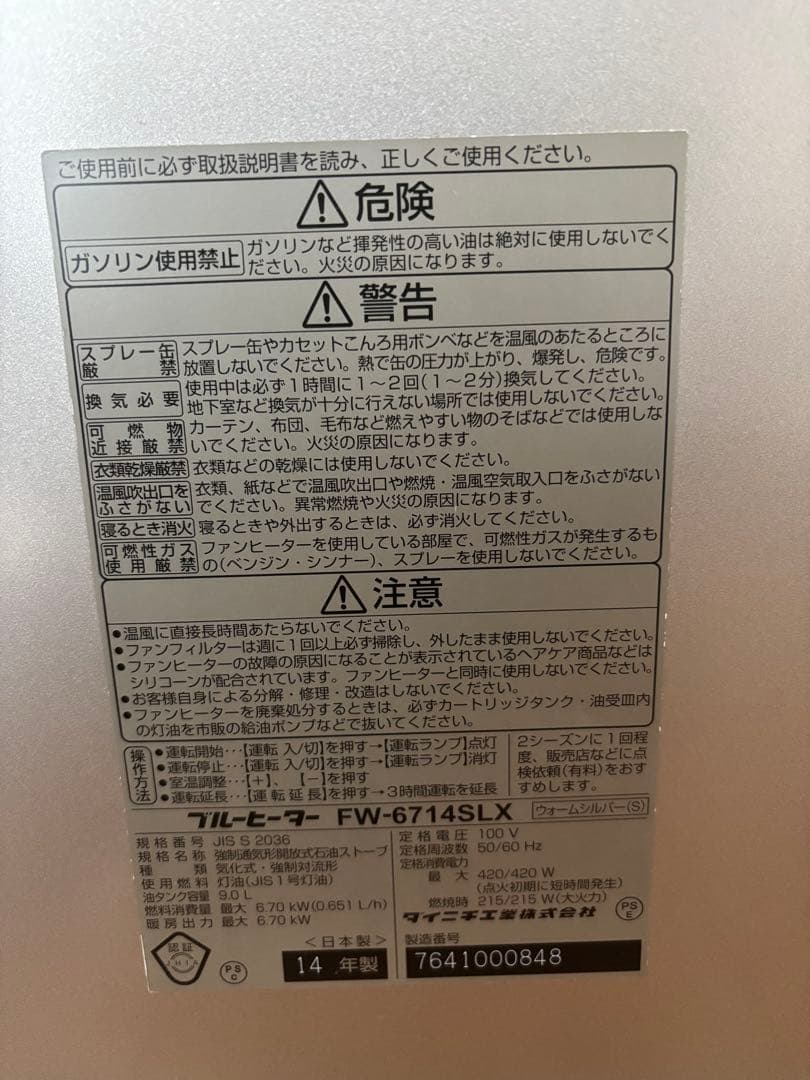 ご使用前に必ず取扱説明書を読み、正しくご使用ください。
危険
ガソリン使用禁止 ガソリンなど揮発性の高い油は絶対に使用しないでく
ださい。火災の原因になります。
警告
スプレー缶厳禁 スプレー缶やカセットこんろ用ボンベなどを温風のあたるところに
放置しないでください。熱で缶の圧力が上がり、爆発し、危険です。
換気必要 使用中は必ず1時間に1～2回(1～2分)換気してください。
地下室など換気が十分に行えない場所では使用しないでください。
可燃物近接厳禁 カーテン、布団、毛布など燃えやすい物のそばなどでは使用しな
いでください。火災の原因になります。
衣類乾燥厳禁 衣類などの乾燥には使用しないでください。
温風吹出口をふさがない 衣類、紙などで温風吹出口や燃焼・温風空気取入口をふさがない
でください。異常燃焼や火災の原因になります。
寝るとき消火 寝るときや外出するときは、必ず消火してください。
可燃性ガス使用厳禁 ファンヒーターを使用している部屋で、可燃性ガスが発生するも
の(ベンジン・シンナー)、スプレーを使用しないでください。
注意
●温風に直接長時間あたらないでください。
●ファンフィルターは週に1回以上必ず掃除し、外したまま使用しないでください。
●ファンヒーターの故障の原因になることが表示されているヘアケア商品などは
シリコーンが配合されています。ファンヒーターと同時に使用しないでください。
●お客様自身による分解・修理・改造はしないでください。
●ファンヒーターを廃棄処分するときは、必ずカートリッジタンク・油受皿内
の灯油を市販の給油ポンプなどで抜いてください。
操作方法
●運転開始…【運転 入/切】を押す→【運転ランプ】点灯
●運転停止…【運転 入/切】を押す→【運転ランプ】消灯
●室温調整…【+】、【−】を押す
●運転延長…【運転延長】を押す→3時間運転を延長
2シーズンに1回程
度、販売店などに点
検依頼(有料)をおす
すめします。
ブルーヒーター FW-6714SLX ウォームシルバー(S)
規格番号 JIS S 2036
規格名称 強制通気形開放式石油ストーブ
種類 気化式・強制対流形
使用燃料 灯油(JIS1号灯油)
油タンク容量 9.0 L
燃料消費量 最大 6.70 kW(0.651 L/h)
暖房出力 最大 6.70 kW
定格電圧 100 V
定格周波数 50/60 Hz
定格消費電力
最大 420/420 W
(点火初期に短時間発生)
燃焼時 215/215 W(大火力)
ダイニチ工業株式会社
PS
E
認証
JHIA
PS
C
<日本製>
14 年製
製造番号
7641000848